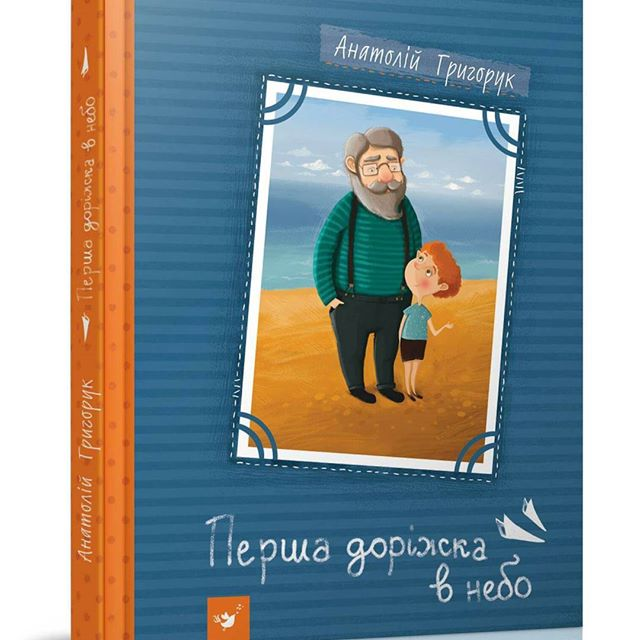 Анатолій Григорук
Перша доріжка
в небо
Анатолій Григорук
Перша доріжка в небо